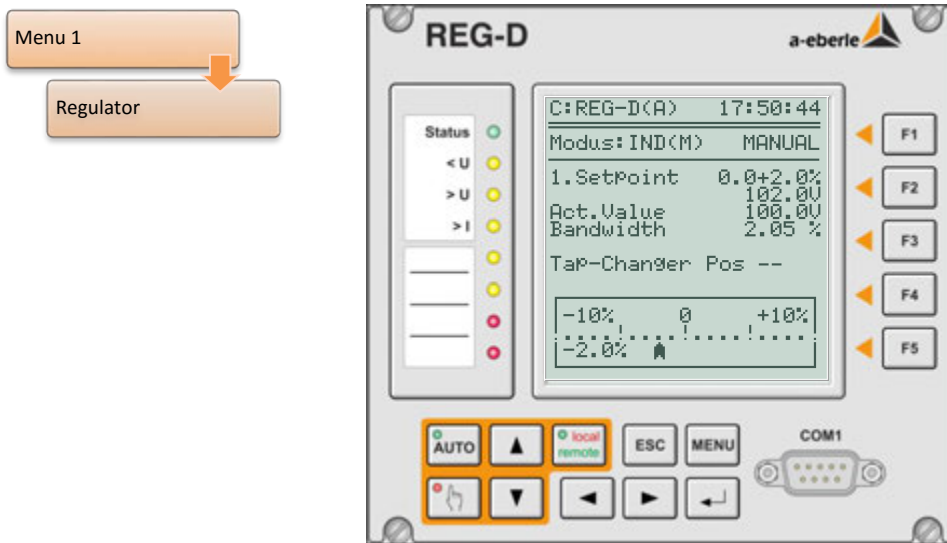 Menu 1
Regulator
REG-D
a-eberle
Status
< U
> U
> I
C:REG-D(A) 17:50:44
Modus:IND(M) MANUAL
1.SetPoint 0.0+2.0%
102.0V
Act.Value 100.0V
Bandwidth 2.05 %
TaP-Changer Pos --
-10% 0 +10%
-2.0%
F1
F2
F3
F4
F5
AUTO
local
remote
ESC
MENU
COM1